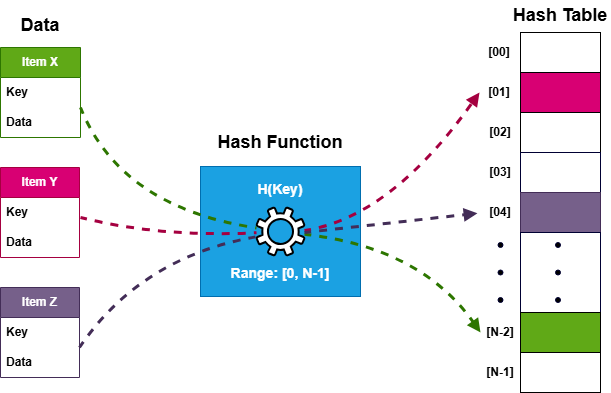 Data
Item X
Key
Data
Item Y
Key
Data
Item Z
Key
Data
Hash Function
H(Key)
Range: [0, N-1]
Hash Table
[00]
[01]
[02]
[03]
[04]
[N-2]
[N-1]